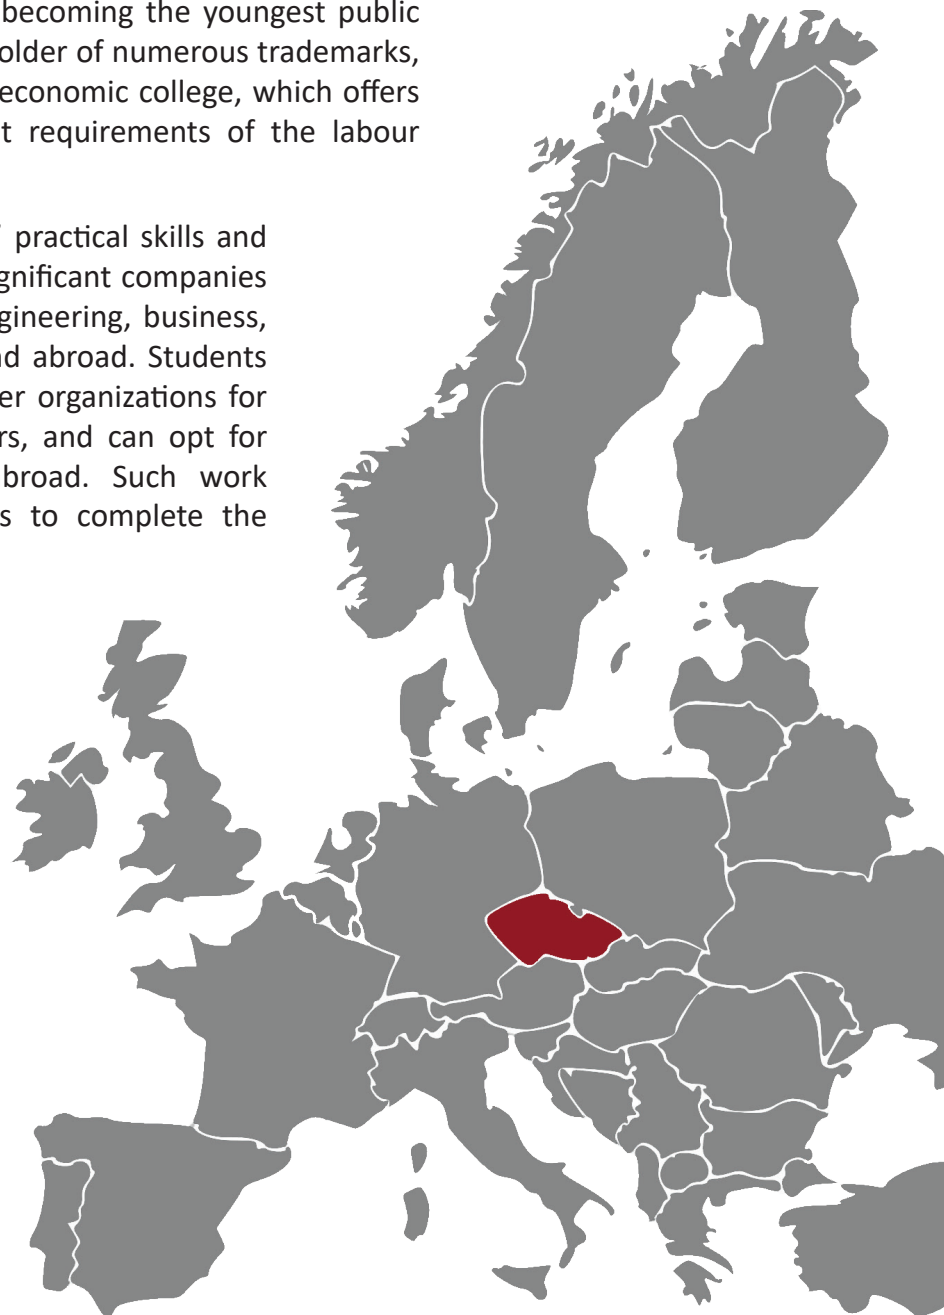 becoming the youngest public
older of numerous trademarks,
economic college, which offers
t requirements of the labour
practical skills and
gnificant companies
gineering, business,
nd abroad. Students
er organizations for
rs, and can opt for
broad. Such work
s to complete the